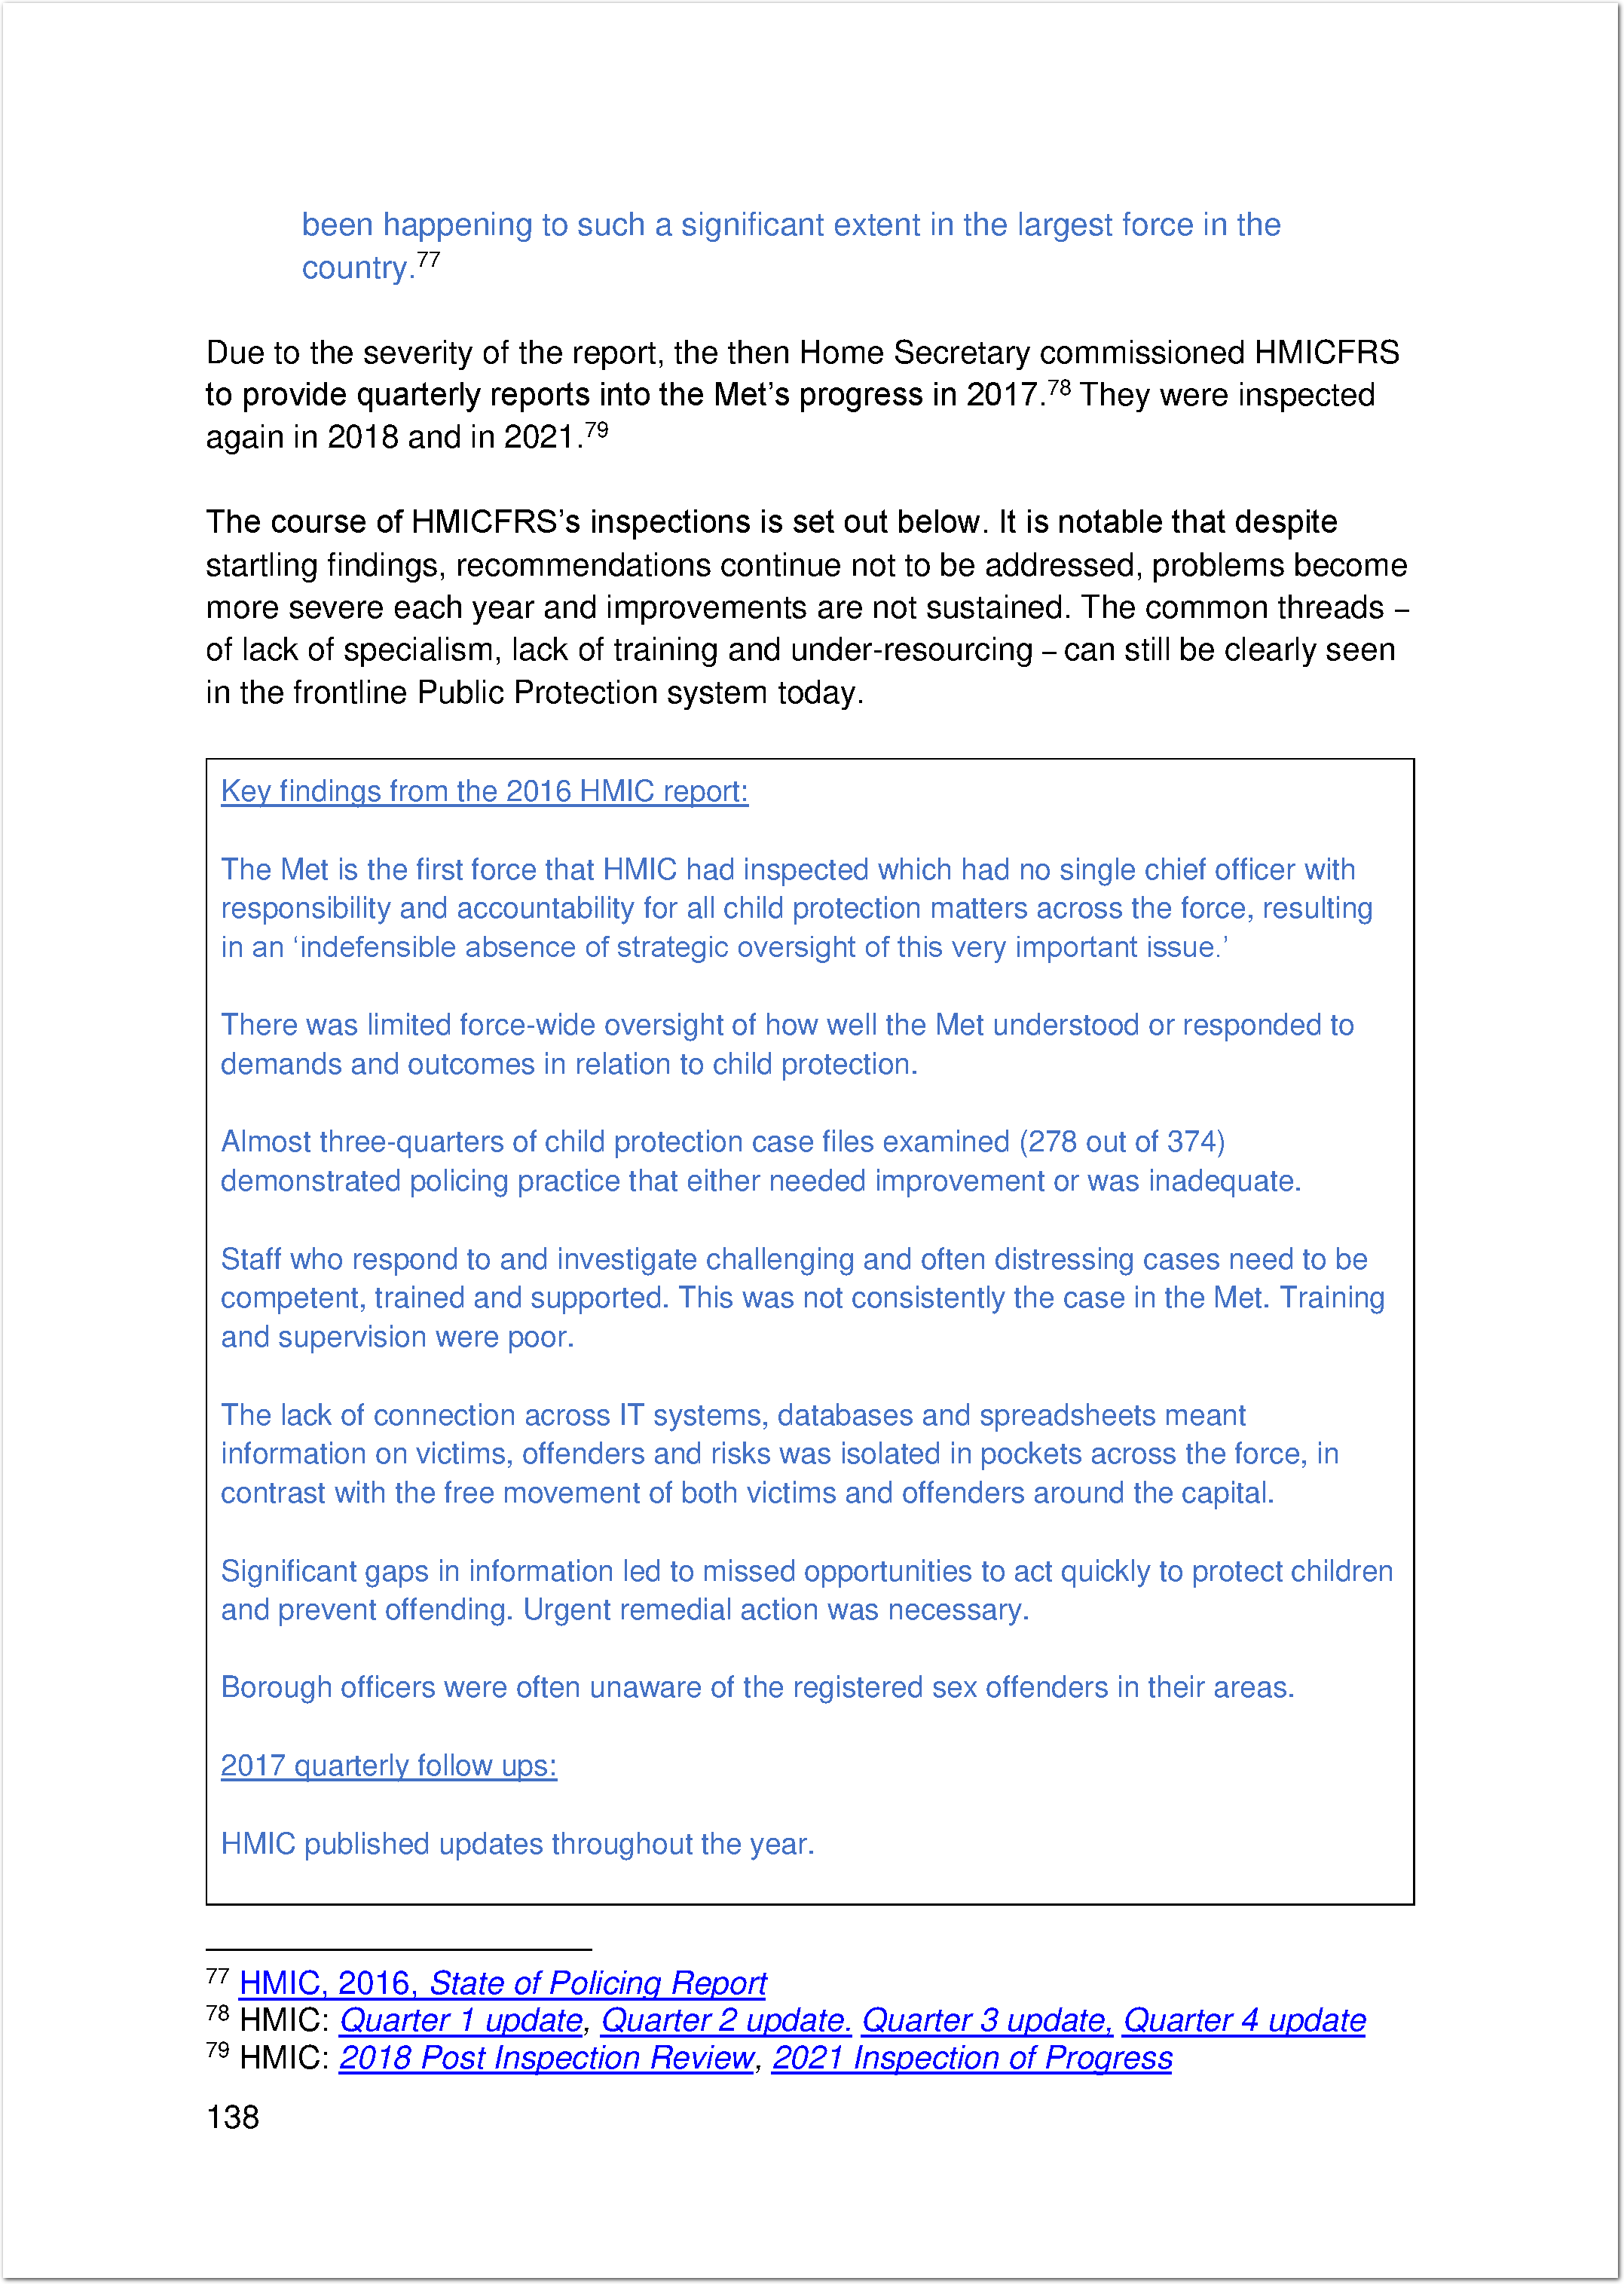 been happening to such a significant extent in the largest force in the
country.77
Due to the severity of the report, the then Home Secretary commissioned HMICFRS
to provide quarterly reports into the Met’s progress in 2017.78 They were inspected
again in 2018 and in 2021.79
The course of HMICFRS’s inspections is set out below. It is notable that despite
startling findings, recommendations continue not to be addressed, problems become
more severe each year and improvements are not sustained. The common threads –
of lack of specialism, lack of training and under-resourcing – can still be clearly seen
in the frontline Public Protection system today.
Key findings from the 2016 HMIC report:
The Met is the first force that HMIC had inspected which had no single chief officer with
responsibility and accountability for all child protection matters across the force, resulting
in an ‘indefensible absence of strategic oversight of this very important issue.’
There was limited force-wide oversight of how well the Met understood or responded to
demands and outcomes in relation to child protection.
Almost three-quarters of child protection case files examined (278 out of 374)
demonstrated policing practice that either needed improvement or was inadequate.
Staff who respond to and investigate challenging and often distressing cases need to be
competent, trained and supported. This was not consistently the case in the Met. Training
and supervision were poor.
The lack of connection across IT systems, databases and spreadsheets meant
information on victims, offenders and risks was isolated in pockets across the force, in
contrast with the free movement of both victims and offenders around the capital.
Significant gaps in information led to missed opportunities to act quickly to protect children
and prevent offending. Urgent remedial action was necessary.
Borough officers were often unaware of the registered sex offenders in their areas.
2017 quarterly follow ups:
HMIC published updates throughout the year.
77 HMIC, 2016, State of Policing Report
78 HMIC: Quarter 1 update, Quarter 2 update. Quarter 3 update, Quarter 4 update
79 HMIC: 2018 Post Inspection Review, 2021 Inspection of Progress
138